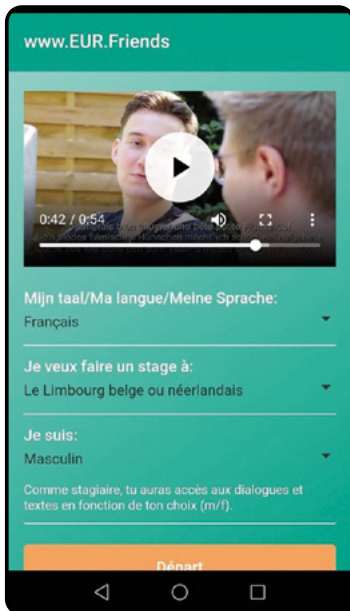 www.EUR.Friends
0:42 / 0:54
Mijn taal/Ma langue/Meine Sprache:
Français
Je veux faire un stage à:
Le Limbourg belge ou néerlandais
Je suis:
Masculin
Comme stagiaire, tu auras accès aux dialogues et
textes en fonction de ton choix (m/f).
Départ